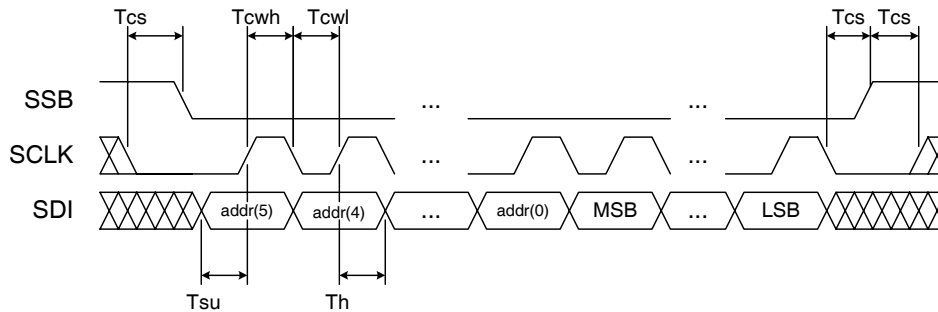 Tcs Tcwh Tcwl Tcs Tcs
SSB ... ...
SCLK ... ...
SDI addr(5) addr(4) ... addr(0) MSB ... LSB
Tsu Th